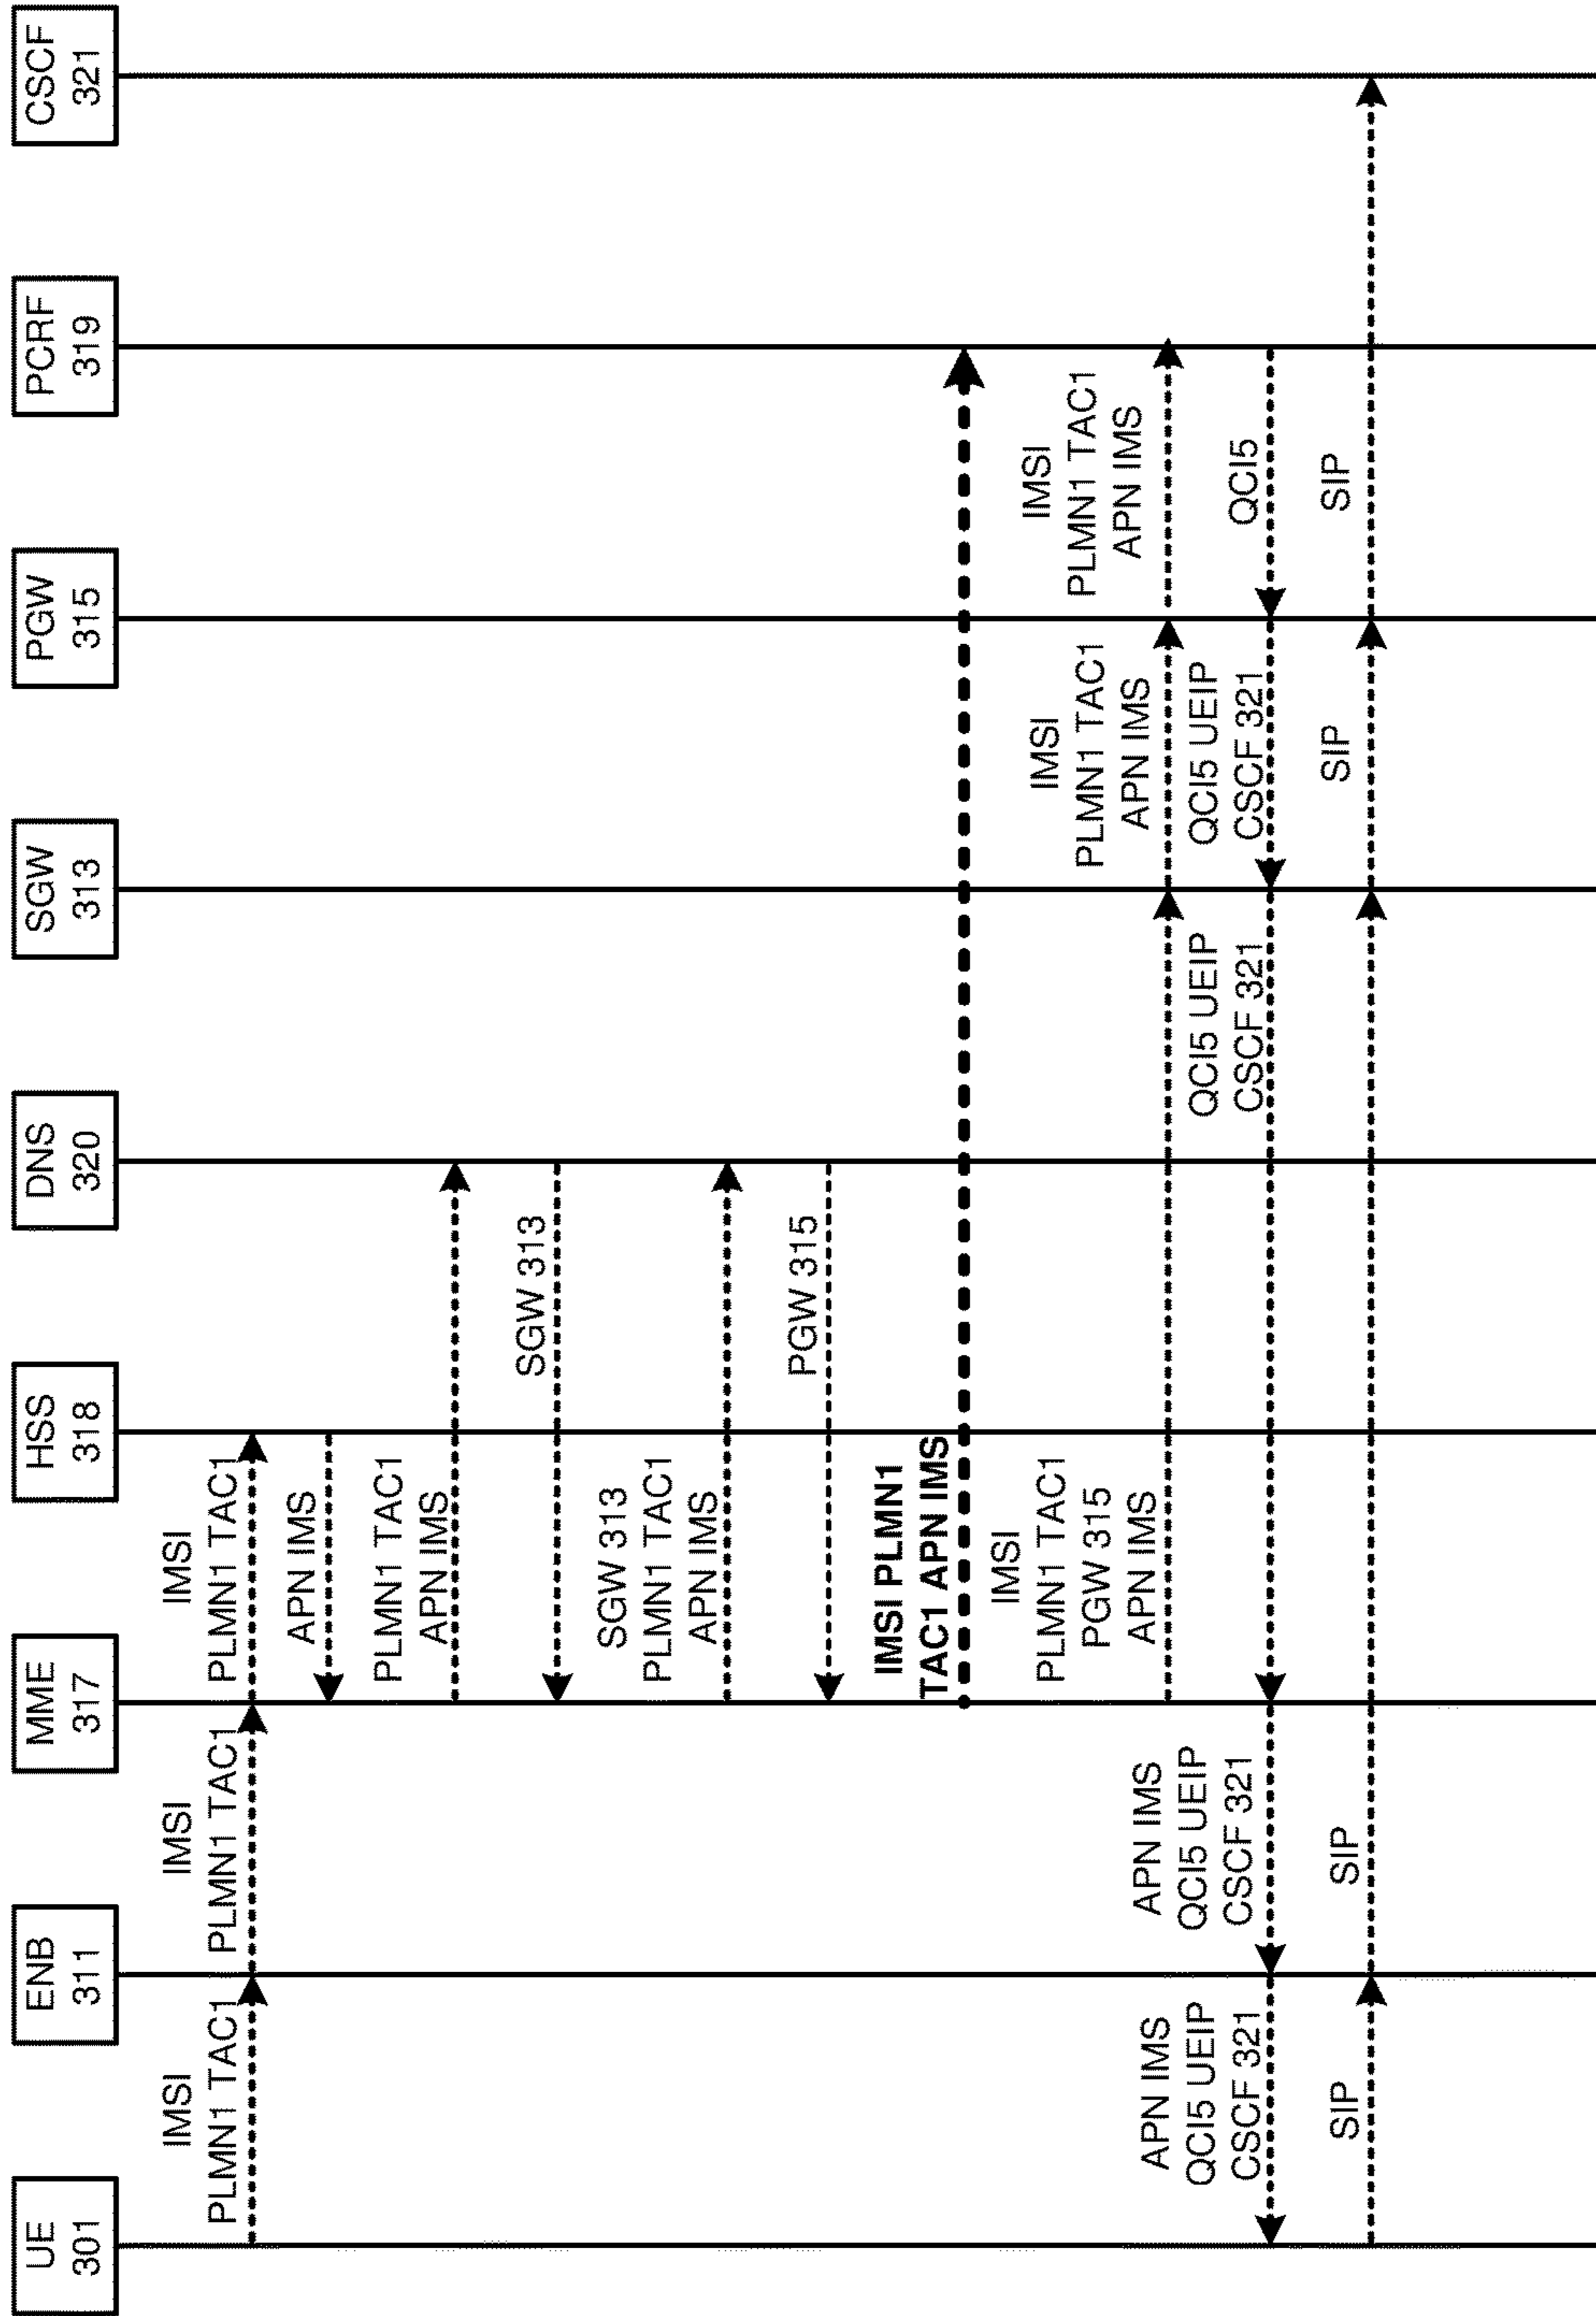 UE
301
ENB
311
MME
317
HSS
318
DNS
320
SGW
313
PGW
315
PCRF
319
CSCF
321
IMSI
PLMN1 TAC1
IMSI
PLMN1 TAC1
IMSI
PLMN1 TAC1
APN IMS
PLMN1 TAC1
APN IMS
SGW 313
SGW 313
PLMN1 TAC1
APN IMS
PGW 315
IMSI PLMN1
TAC1 APN IMS
IMSI
PLMN1 TAC1
PGW 315
APN IMS
IMSI
PLMN1 TAC1
APN IMS
IMSI
PLMN1 TAC1
APN IMS
QCI5
QCI5 UEIP
CSCF 321
QCI5 UEIP
CSCF 321
APN IMS
QCI5 UEIP
CSCF 321
APN IMS
QCI5 UEIP
CSCF 321
SIP
SIP
SIP
SIP